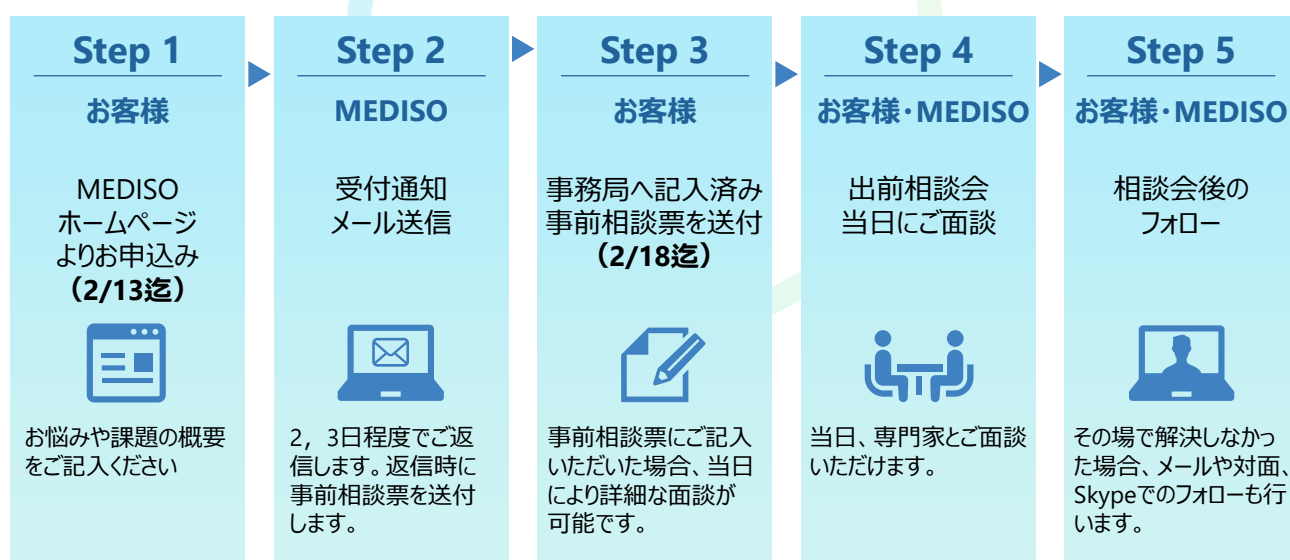 Step 1
お客様
MEDISO
ホームページ
よりお申込み
（2/13迄）
お悩みや課題の概要
をご記入ください
Step 2
MEDISO
受付通知
メール送信
2，3日程度でご返
信します。返信時に
事前相談票を送付
します。
Step 3
お客様
事務局へ記入済み
事前相談票を送付
（2/18迄）
事前相談票にご記入
いただいた場合、当日
により詳細な面談が
可能です。
Step 4
お客様・MEDISO
出前相談会
当日にご面談
当日、専門家とご面談
いただけます。
Step 5
お客様・MEDISO
相談会後の
フォロー
その場で解決しなかっ
た場合、メールや対面、
Skypeでのフォローも行
います。